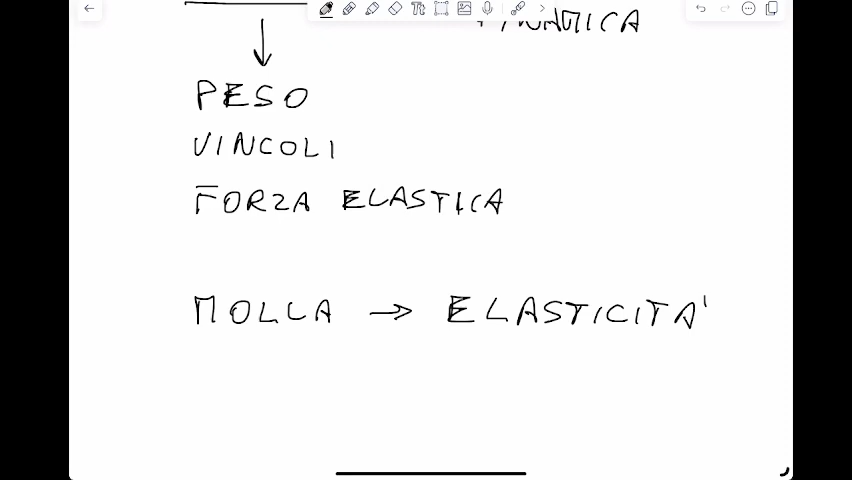 PESO
VINCOLI
FORZA ELASTICA
MOLLA → ELASTICITA'